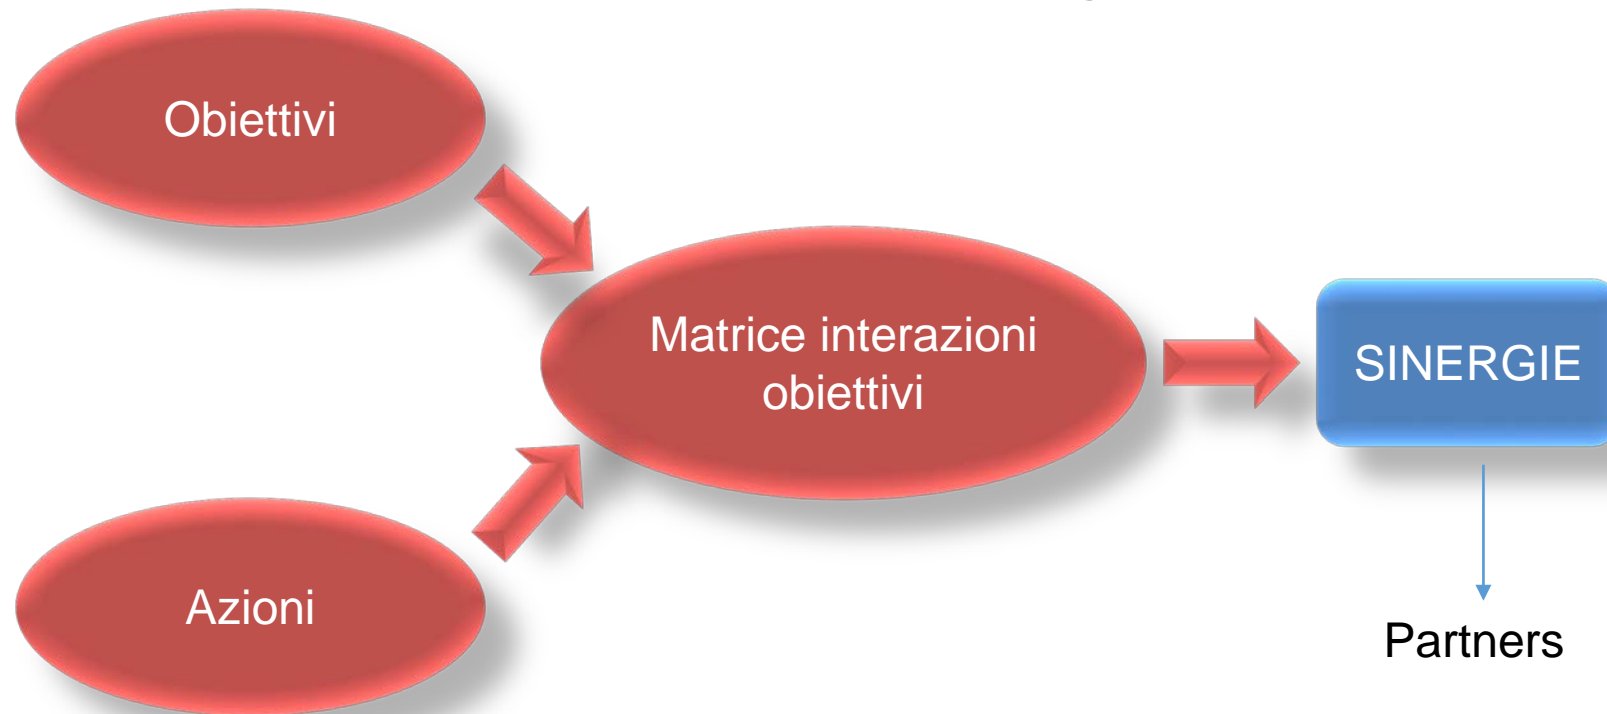 Obiettivi
Matrice interazioni
obiettivi
SINERGIE
Azioni
Partners